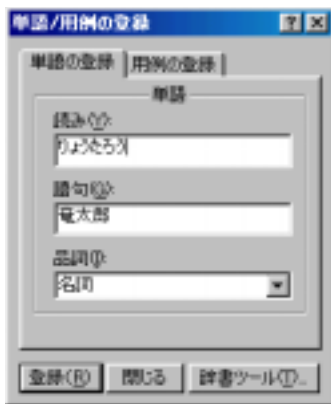 単語/用例の登録
単語の登録 用例の登録
単語
読み(Y):
りょうたろう
語句(G):
竜太郎
品詞(I):
名詞
登録(R) 閉じる 辞書ツール(T)...